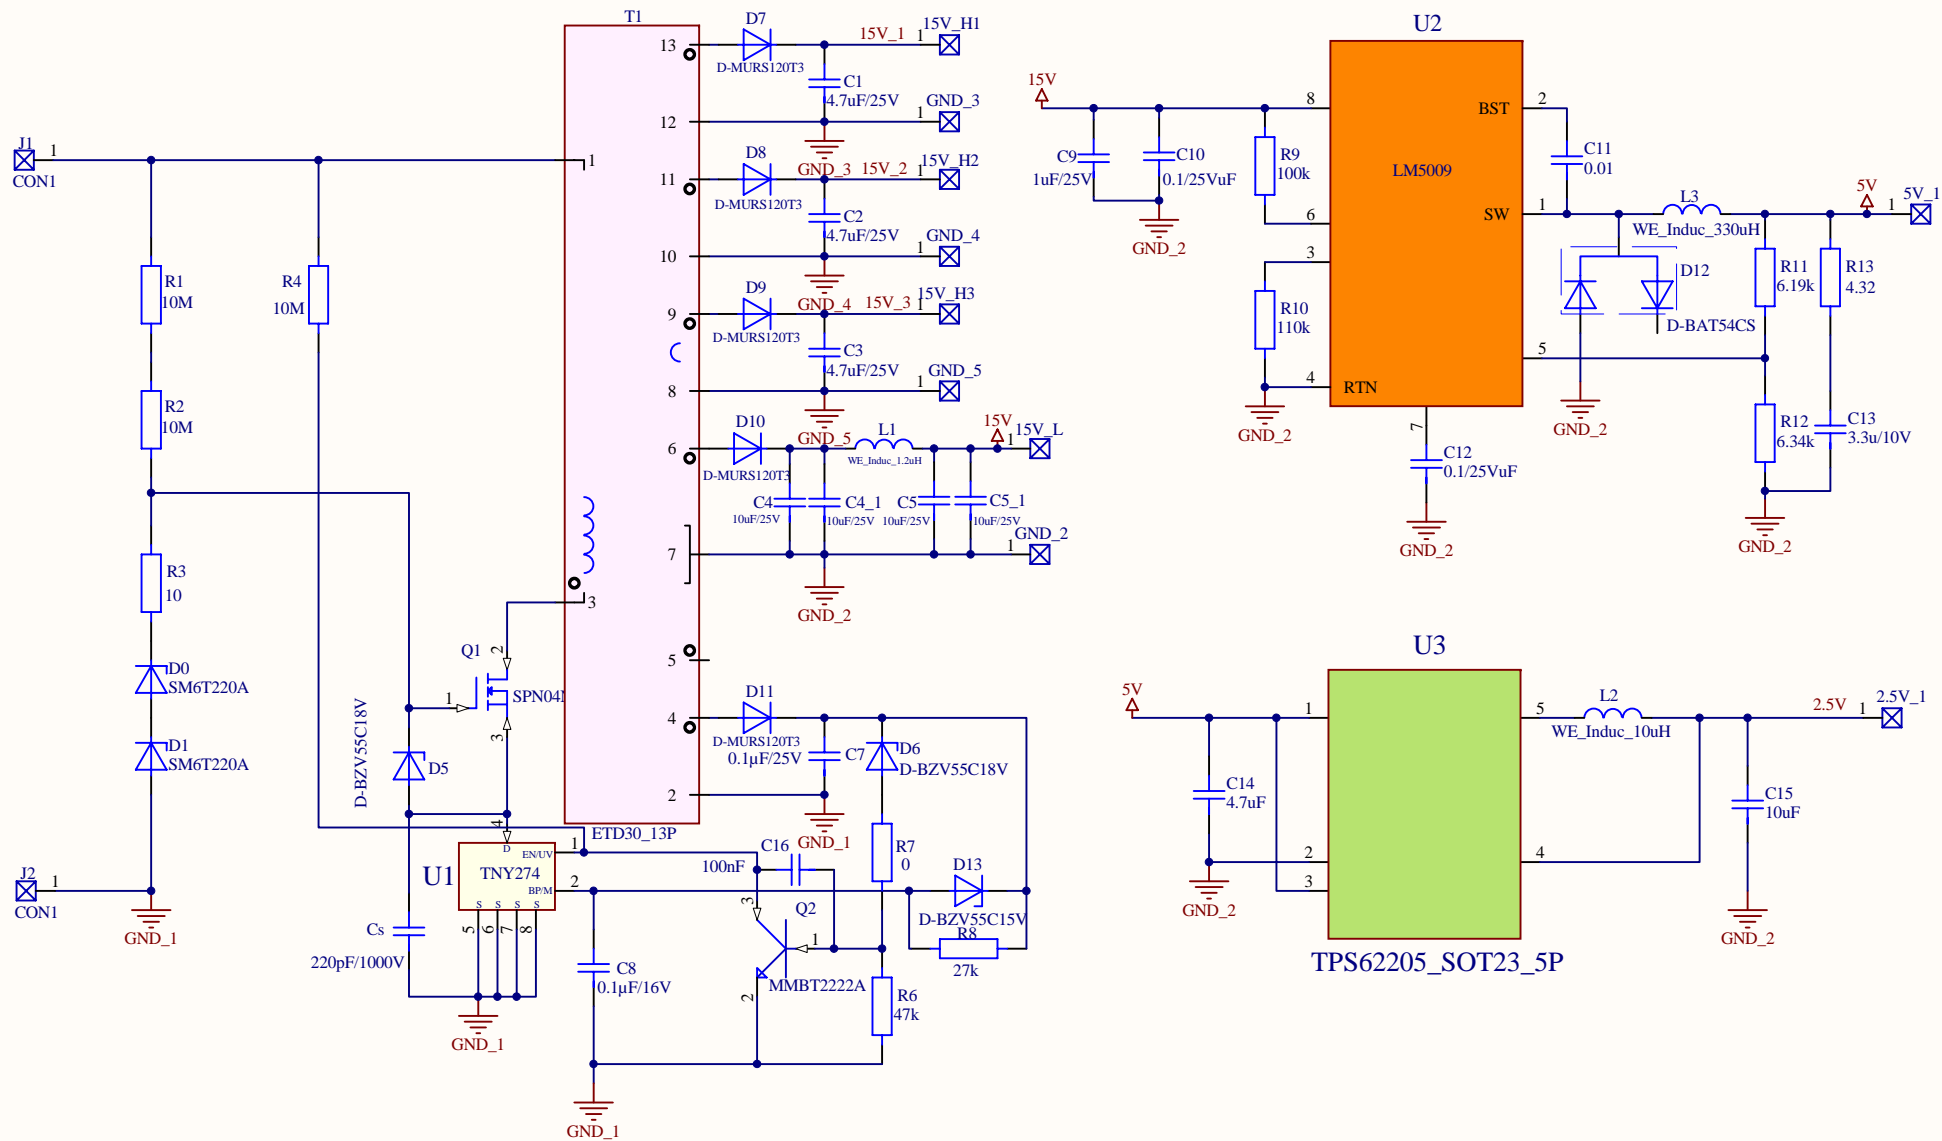 J1
1
CON1
R1
10M
R2
10M
R3
10
D0
SM6T220A
D1
SM6T220A
J2
1
CON1
GND_1
R4
10M
D-BZV55C18V
D5
Q1
1
2
3
SPN04
U1
TNY274
D
EN/UV
BP/M
S S S S
4
1
2
5 6 7 8
Cs
220pF/1000V
GND_1
T1
1
3
13
12
11
10
9
8
6
7
5
4
2
ETD30_13P
D7
D-MURS120T3
15V_1
1
15V_H1
C1
4.7uF/25V
GND_3
1
GND_3
D8
D-MURS120T3
15V_2
1
15V_H2
C2
4.7uF/25V
GND_4
1
GND_4
D9
D-MURS120T3
15V_3
1
15V_H3
C3
4.7uF/25V
GND_5
1
GND_5
D10
D-MURS120T3
L1
WE_Induc_1.2uH
15V
1
15V_L
C4
10uF/25V
C4_1
10uF/25V
C5
10uF/25V
C5_1
10uF/25V
1
GND_2
GND_2
D11
D-MURS120T3
0.1µF/25V
C7
D6
D-BZV55C18V
GND_1
C16
100nF
R7
0
D13
D-BZV55C15V
R8
27k
Q2
3
1
2
MMBT2222A
C8
0.1µF/16V
R6
47k
GND_1
U2
LM5009
BST
SW
RTN
8
6
3
4
7
2
1
5
15V
C9
1uF/25V
C10
0.1/25VuF
GND_2
R9
100k
R10
110k
GND_2
C12
0.1/25VuF
GND_2
C11
0.01
L3
WE_Induc_330uH
5V
1
5V_1
D12
D-BAT54CS
GND_2
R11
6.19k
R13
4.32
R12
6.34k
C13
3.3u/10V
GND_2
U3
5V
1
2
3
5
4
C14
4.7uF
GND_2
L2
WE_Induc_10uH
2.5V
1
2.5V_1
C15
10uF
GND_2
TPS62205_SOT23_5P